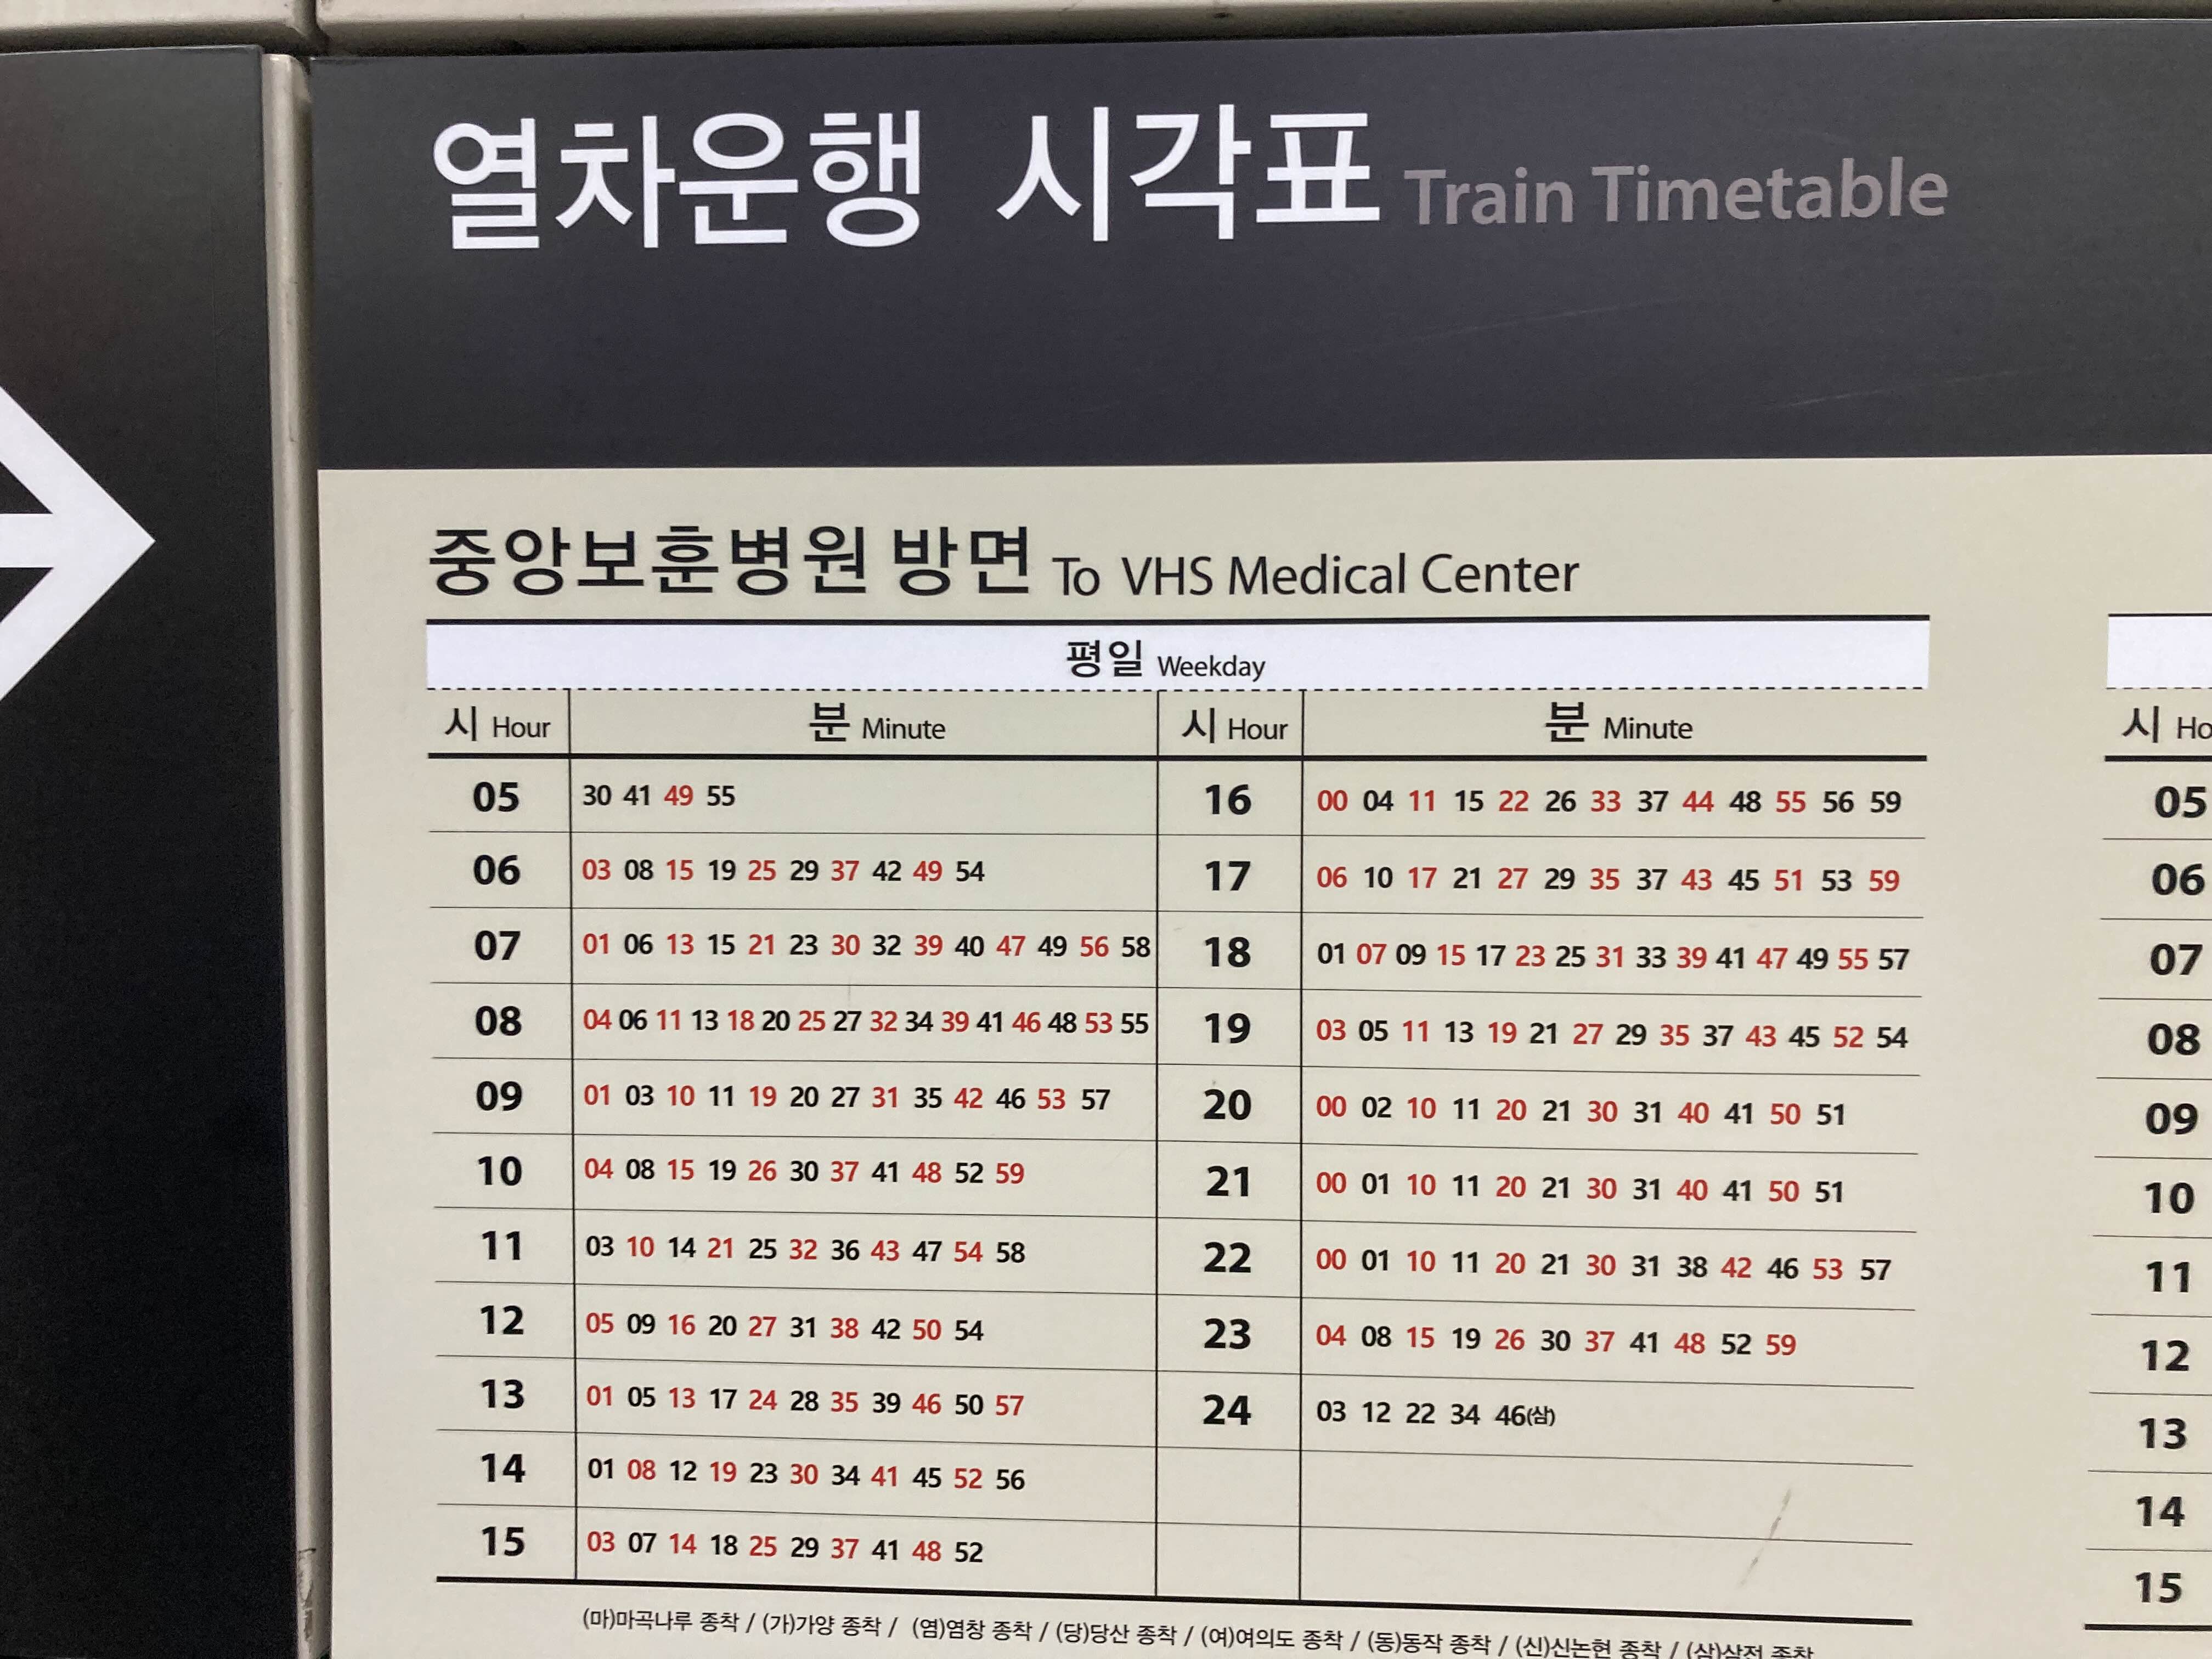 열차운행 시각표 Train Timetable
중앙보훈병원 방면 To VHS Medical Center
평일 Weekday
시 Hour 분 Minute 시 Hour 분 Minute
05 30 41 49 55 16 00 04 11 15 22 26 33 37 44 48 55 56 59
06 03 08 15 19 25 29 37 42 49 54 17 06 10 17 21 27 29 35 37 43 45 51 53 59
07 01 06 13 15 21 23 30 32 39 40 47 49 56 58 18 01 07 09 15 17 23 25 31 33 39 41 47 49 55 57
08 04 06 11 13 18 20 25 27 32 34 39 41 46 48 53 55 19 03 05 11 13 19 21 27 29 35 37 43 45 52 54
09 01 03 10 11 19 20 27 31 35 42 46 53 57 20 00 02 10 11 20 21 30 31 40 41 50 51
10 04 08 15 19 26 30 37 41 48 52 59 21 00 01 10 11 20 21 30 31 40 41 50 51
11 03 10 14 21 25 32 36 43 47 54 58 22 00 01 10 11 20 21 30 31 38 42 46 53 57
12 05 09 16 20 27 31 38 42 50 54 23 04 08 15 19 26 30 37 41 48 52 59
13 01 05 13 17 24 28 35 39 46 50 57 24 03 12 22 34 46(삼)
14 01 08 12 19 23 30 34 41 45 52 56
15 03 07 14 18 25 29 37 41 48 52
(마)마곡나루 종착 / (가)가양 종착 / (염)염창 종착 / (당)당산 종착 / (여)여의도 종착 / (동)동작 종착 / (신)신논현 종착 / (삼)삼전 종착
시 Ho
05
06
07
08
09
10
11
12
13
14
15